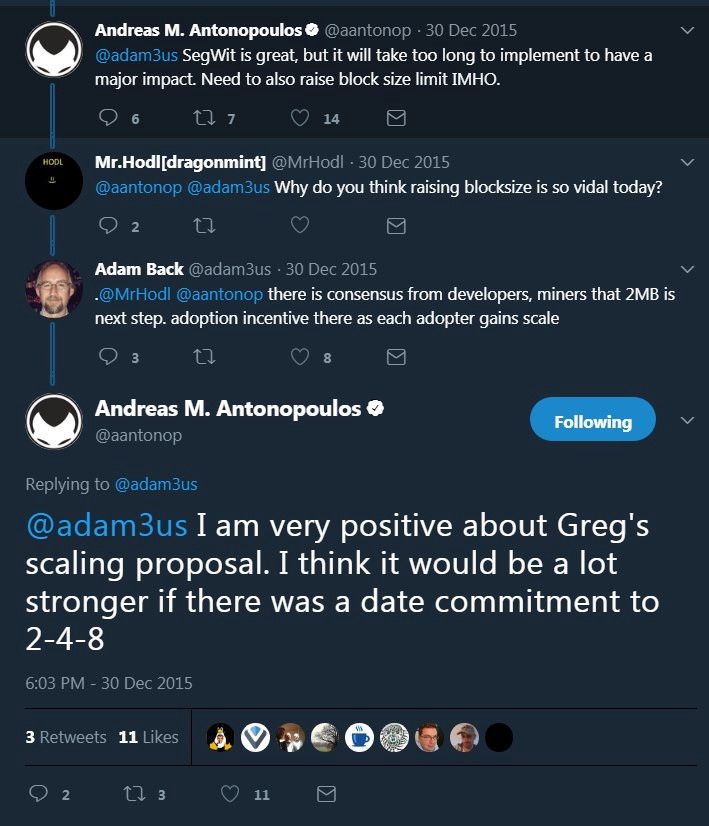 Andreas M. Antonopoulos @aantonop · 30 Dec 2015
@adam3us SegWit is great, but it will take too long to implement to have a
major impact. Need to also raise block size limit IMHO.
6 7 14
HODL
Mr.Hodl[dragonmint] @MrHodl · 30 Dec 2015
@aantonop @adam3us Why do you think raising blocksize is so vidal today?
2
Adam Back @adam3us · 30 Dec 2015
.@MrHodl @aantonop there is consensus from developers, miners that 2MB is
next step. adoption incentive there as each adopter gains scale
3 8
Andreas M. Antonopoulos
@aantonop
Following
Replying to @adam3us
@adam3us I am very positive about Greg's
scaling proposal. I think it would be a lot
stronger if there was a date commitment to
2-4-8
6:03 PM - 30 Dec 2015
3 Retweets 11 Likes
2 3 11